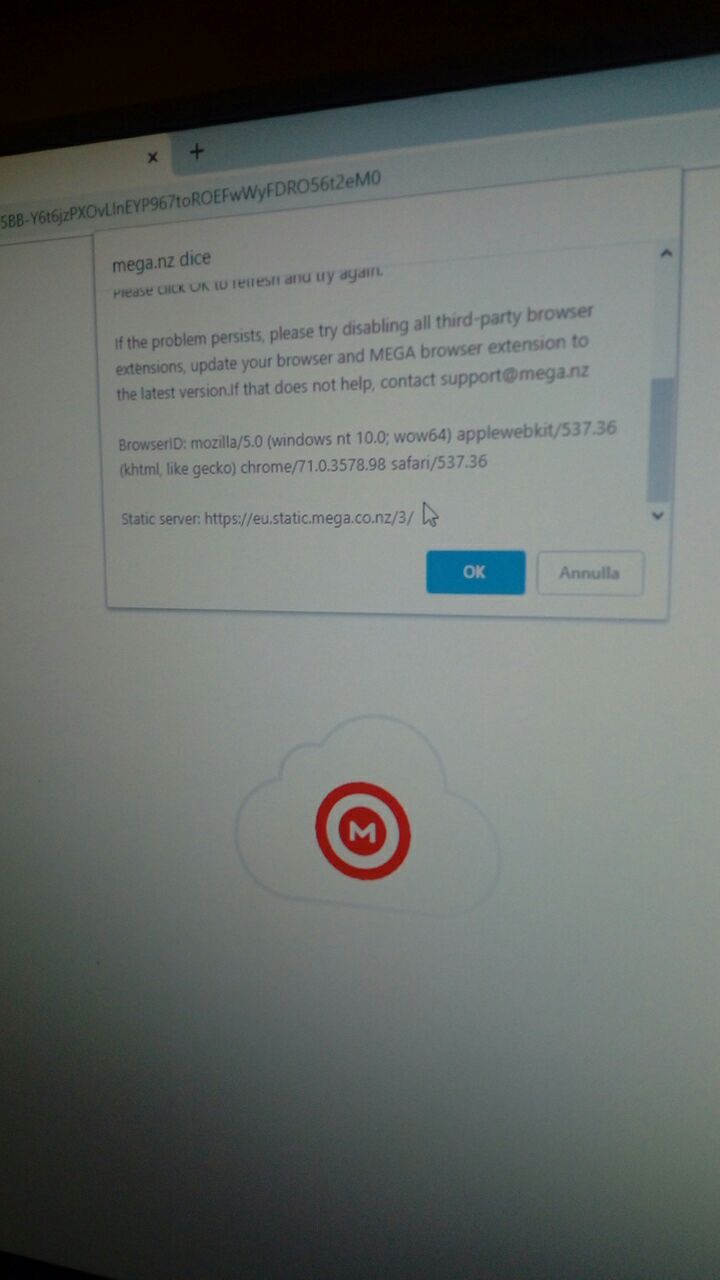 5BB-Y6t6jzPXOvLlnEYP967toROEFwWyFDRO56t2eM0
mega.nz dice
Please click OK to refresh and try again.
If the problem persists, please try disabling all third-party browser
extensions, update your browser and MEGA browser extension to
the latest version.If that does not help, contact support@mega.nz
BrowserID: mozilla/5.0 (windows nt 10.0; wow64) applewebkit/537.36
(khtml, like gecko) chrome/71.0.3578.98 safari/537.36
Static server: https://eu.static.mega.co.nz/3/
OK
Annulla
M